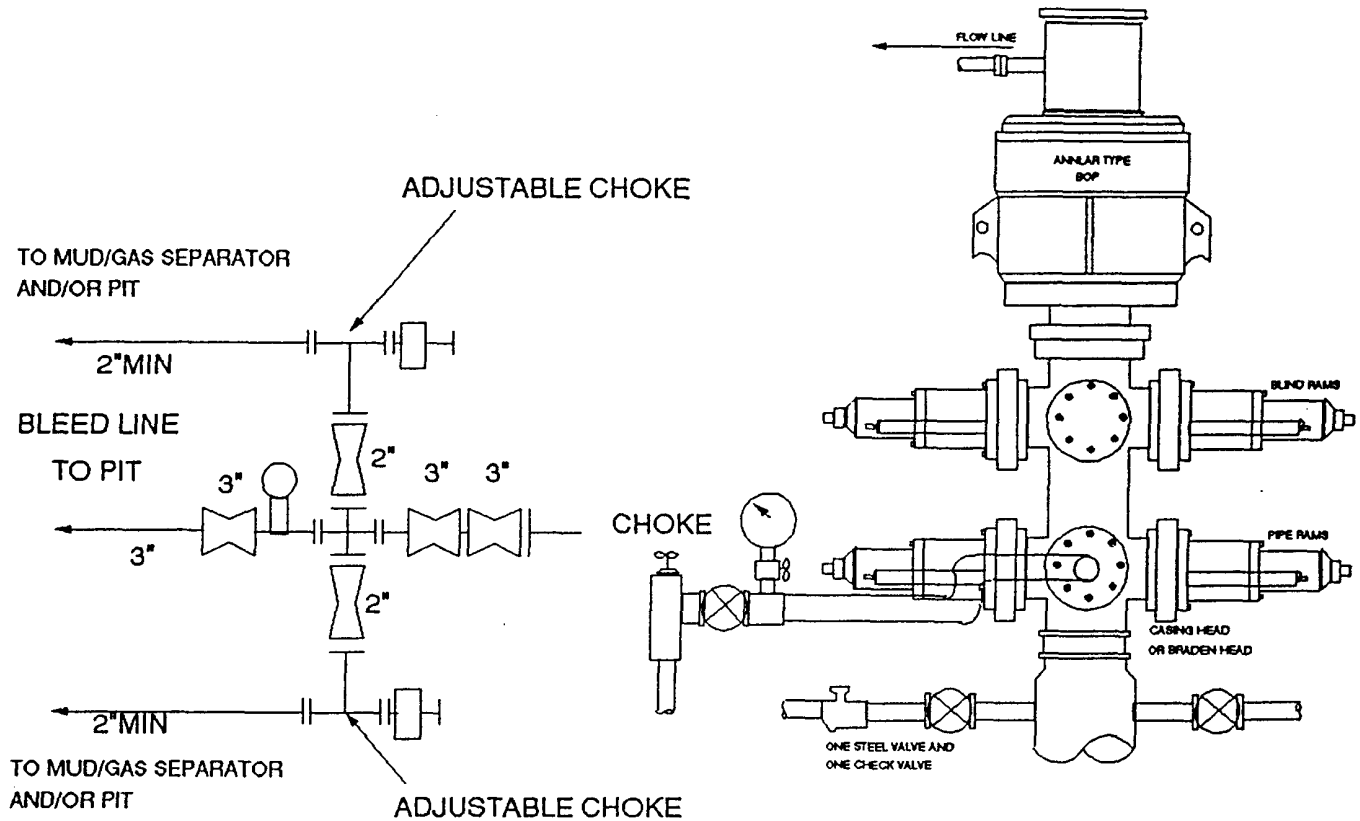 FLOW LINE
ANNLAR TYPE
BOP
ADJUSTABLE CHOKE
TO MUD/GAS SEPARATOR
AND/OR PIT
2"MIN
BLEED LINE
TO PIT
2"
3"
3"
3"
3"
2"
CHOKE
BLIND RAMS
PIPE RAMS
CASING HEAD
OR BRADEN HEAD
ONE STEEL VALVE AND
ONE CHECK VALVE
2"MIN
TO MUD/GAS SEPARATOR
AND/OR PIT
ADJUSTABLE CHOKE